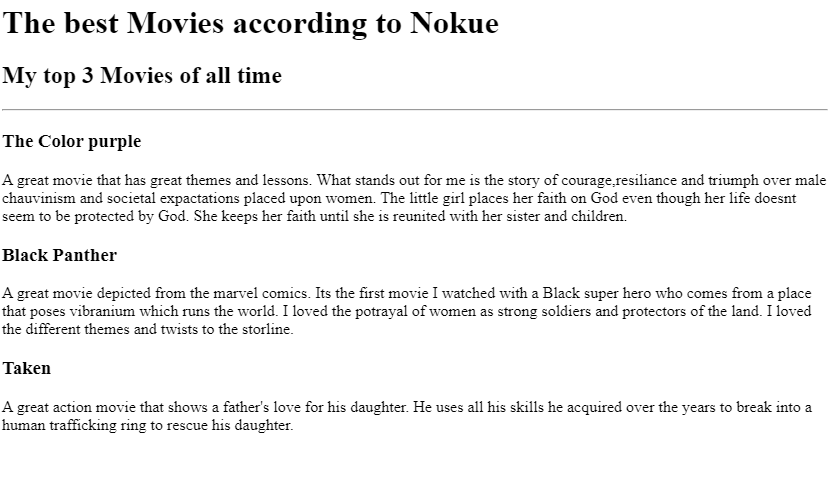 The best Movies according to Nokue
My top 3 Movies of all time
The Color purple
A great movie that has great themes and lessons. What stands out for me is the story of courage,resiliance and triumph over male
chauvinism and societal expactations placed upon women. The little girl places her faith on God even though her life doesnt
seem to be protected by God. She keeps her faith until she is reunited with her sister and children.
Black Panther
A great movie depicted from the marvel comics. Its the first movie I watched with a Black super hero who comes from a place
that poses vibranium which runs the world. I loved the potrayal of women as strong soldiers and protectors of the land. I loved
the different themes and twists to the storline.
Taken
A great action movie that shows a father's love for his daughter. He uses all his skills he acquired over the years to break into a
human trafficking ring to rescue his daughter.